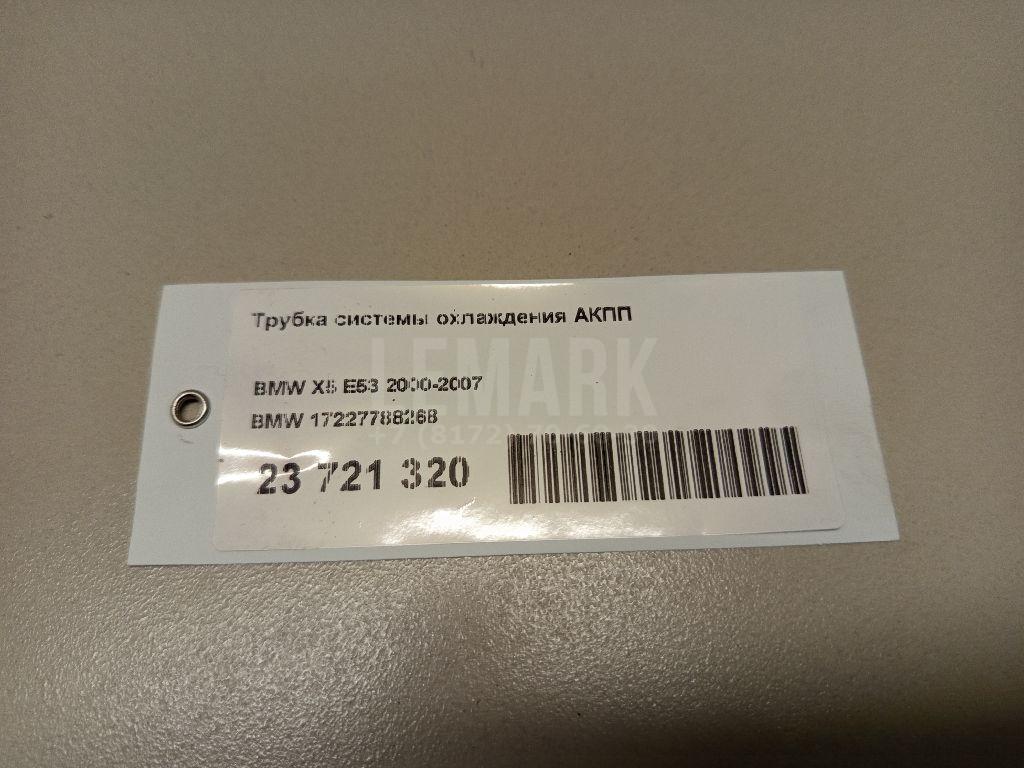 Трубка системы охлаждения АКПП
BMW X5 E53 2000-2007
BMW 17227788268
23 721 320
LEMARK